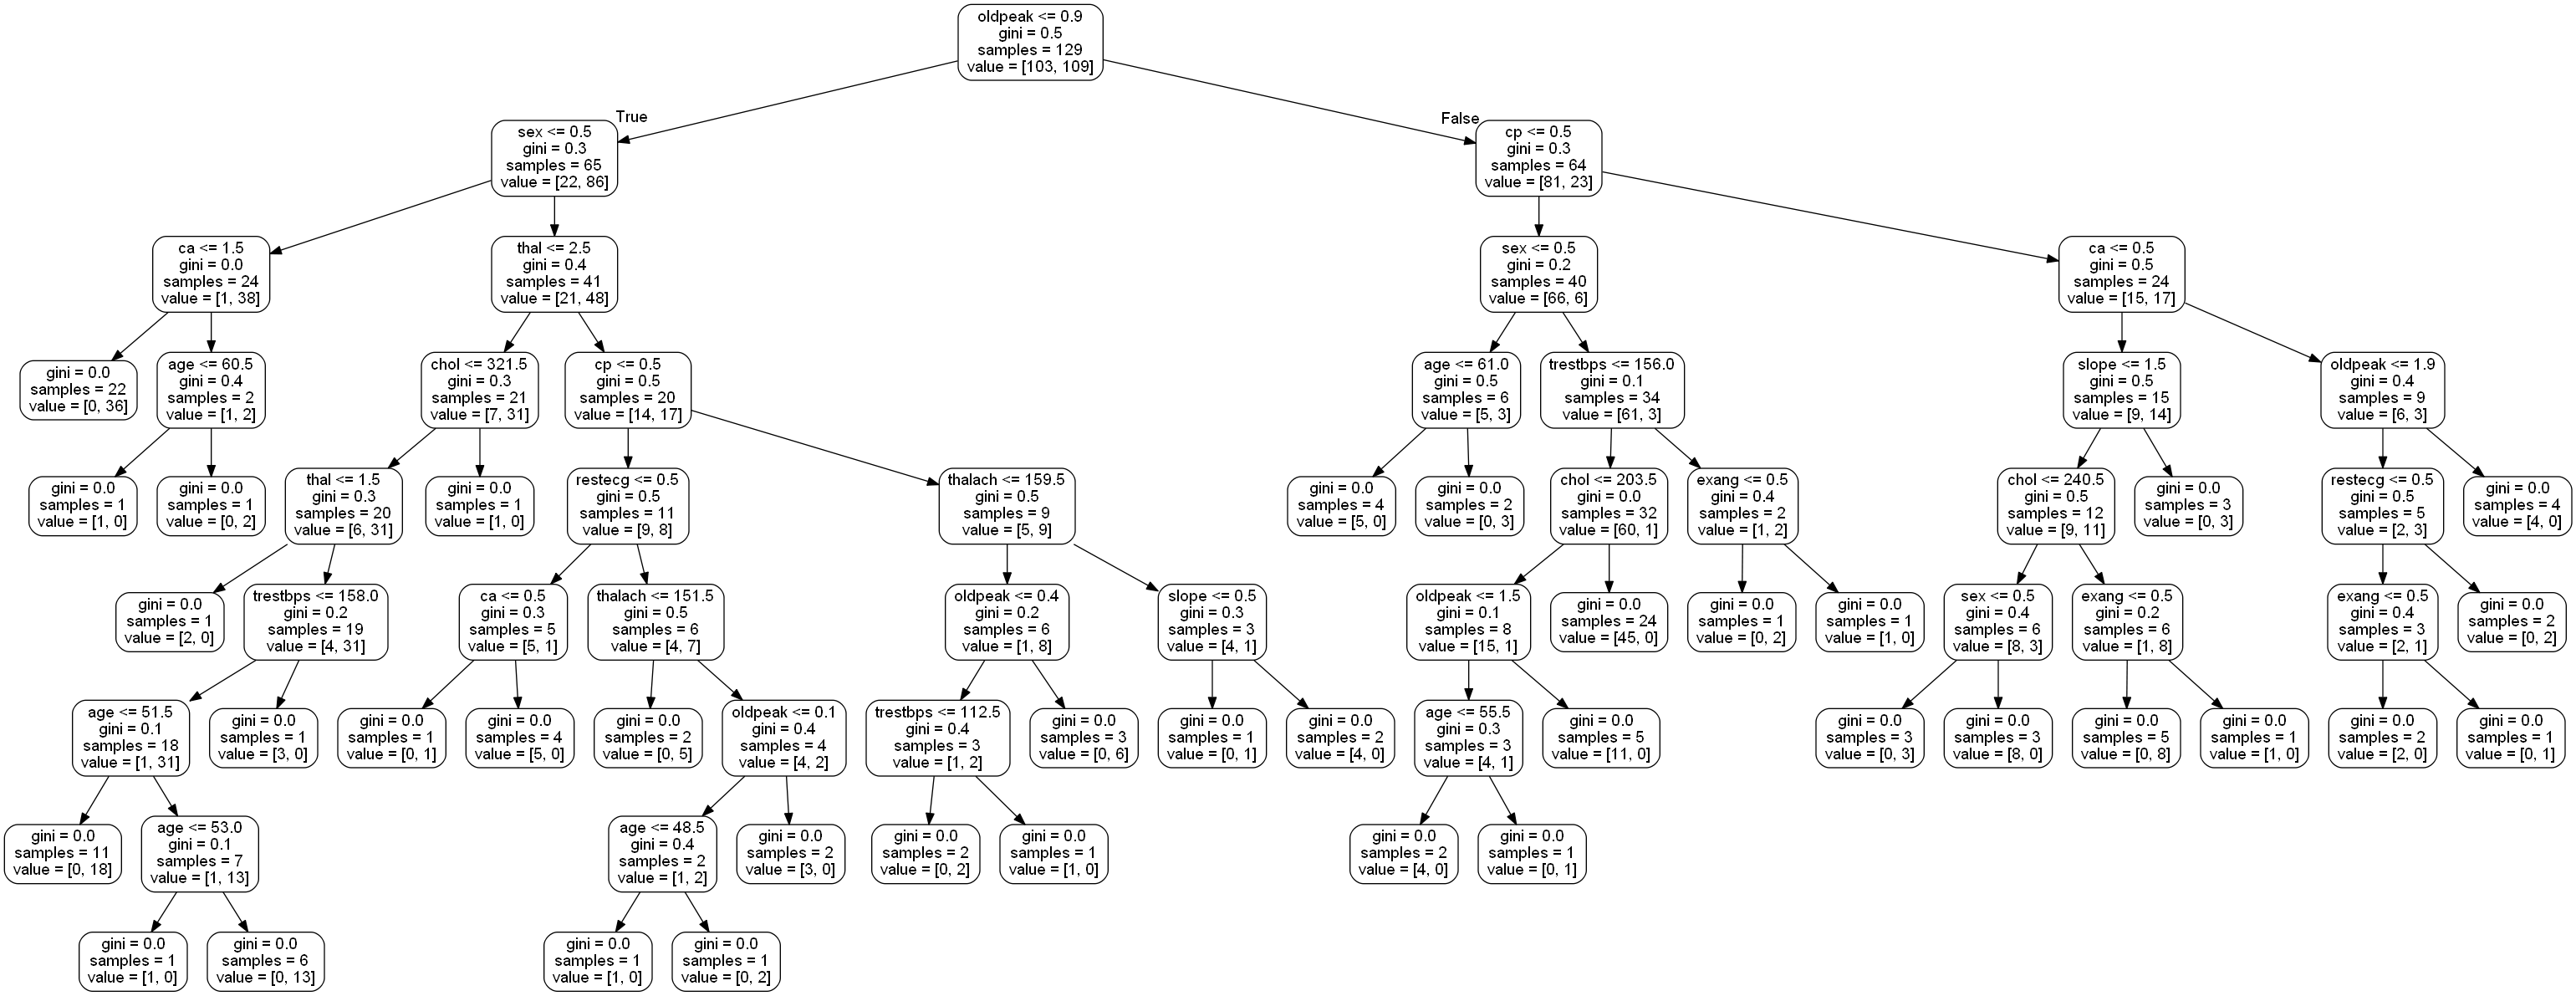 oldpeak <= 0.9
gini = 0.5
samples = 129
value = [103, 109]
True
False
sex <= 0.5
gini = 0.3
samples = 65
value = [22, 86]
cp <= 0.5
gini = 0.3
samples = 64
value = [81, 23]
ca <= 1.5
gini = 0.0
samples = 24
value = [1, 38]
thal <= 2.5
gini = 0.4
samples = 41
value = [21, 48]
sex <= 0.5
gini = 0.2
samples = 40
value = [66, 6]
ca <= 0.5
gini = 0.5
samples = 24
value = [15, 17]
gini = 0.0
samples = 22
value = [0, 36]
age <= 60.5
gini = 0.4
samples = 2
value = [1, 2]
chol <= 321.5
gini = 0.3
samples = 21
value = [7, 31]
cp <= 0.5
gini = 0.5
samples = 20
value = [14, 17]
age <= 61.0
gini = 0.5
samples = 6
value = [5, 3]
trestbps <= 156.0
gini = 0.1
samples = 34
value = [61, 3]
slope <= 1.5
gini = 0.5
samples = 15
value = [9, 14]
oldpeak <= 1.9
gini = 0.4
samples = 9
value = [6, 3]
gini = 0.0
samples = 1
value = [1, 0]
gini = 0.0
samples = 1
value = [0, 2]
thal <= 1.5
gini = 0.3
samples = 20
value = [6, 31]
gini = 0.0
samples = 1
value = [1, 0]
restecg <= 0.5
gini = 0.5
samples = 11
value = [9, 8]
thalach <= 159.5
gini = 0.5
samples = 9
value = [5, 9]
gini = 0.0
samples = 4
value = [5, 0]
gini = 0.0
samples = 2
value = [0, 3]
chol <= 203.5
gini = 0.0
samples = 32
value = [60, 1]
exang <= 0.5
gini = 0.4
samples = 2
value = [1, 2]
chol <= 240.5
gini = 0.5
samples = 12
value = [9, 11]
gini = 0.0
samples = 3
value = [0, 3]
restecg <= 0.5
gini = 0.5
samples = 5
value = [2, 3]
gini = 0.0
samples = 4
value = [4, 0]
gini = 0.0
samples = 1
value = [2, 0]
trestbps <= 158.0
gini = 0.2
samples = 19
value = [4, 31]
ca <= 0.5
gini = 0.3
samples = 5
value = [5, 1]
thalach <= 151.5
gini = 0.5
samples = 6
value = [4, 7]
oldpeak <= 0.4
gini = 0.2
samples = 6
value = [1, 8]
slope <= 0.5
gini = 0.3
samples = 3
value = [4, 1]
oldpeak <= 1.5
gini = 0.1
samples = 8
value = [15, 1]
gini = 0.0
samples = 24
value = [45, 0]
gini = 0.0
samples = 1
value = [0, 2]
gini = 0.0
samples = 1
value = [1, 0]
sex <= 0.5
gini = 0.4
samples = 6
value = [8, 3]
exang <= 0.5
gini = 0.2
samples = 6
value = [1, 8]
exang <= 0.5
gini = 0.4
samples = 3
value = [2, 1]
gini = 0.0
samples = 2
value = [0, 2]
age <= 51.5
gini = 0.1
samples = 18
value = [1, 31]
gini = 0.0
samples = 1
value = [3, 0]
gini = 0.0
samples = 1
value = [0, 1]
gini = 0.0
samples = 4
value = [5, 0]
gini = 0.0
samples = 2
value = [0, 5]
oldpeak <= 0.1
gini = 0.4
samples = 4
value = [4, 2]
trestbps <= 112.5
gini = 0.4
samples = 3
value = [1, 2]
gini = 0.0
samples = 3
value = [0, 6]
gini = 0.0
samples = 1
value = [0, 1]
gini = 0.0
samples = 2
value = [4, 0]
age <= 55.5
gini = 0.3
samples = 3
value = [4, 1]
gini = 0.0
samples = 5
value = [11, 0]
gini = 0.0
samples = 3
value = [0, 3]
gini = 0.0
samples = 3
value = [8, 0]
gini = 0.0
samples = 5
value = [0, 8]
gini = 0.0
samples = 1
value = [1, 0]
gini = 0.0
samples = 2
value = [2, 0]
gini = 0.0
samples = 1
value = [0, 1]
gini = 0.0
samples = 11
value = [0, 18]
age <= 53.0
gini = 0.1
samples = 7
value = [1, 13]
age <= 48.5
gini = 0.4
samples = 2
value = [1, 2]
gini = 0.0
samples = 2
value = [3, 0]
gini = 0.0
samples = 2
value = [0, 2]
gini = 0.0
samples = 1
value = [1, 0]
gini = 0.0
samples = 2
value = [4, 0]
gini = 0.0
samples = 1
value = [0, 1]
gini = 0.0
samples = 1
value = [1, 0]
gini = 0.0
samples = 6
value = [0, 13]
gini = 0.0
samples = 1
value = [1, 0]
gini = 0.0
samples = 1
value = [0, 2]